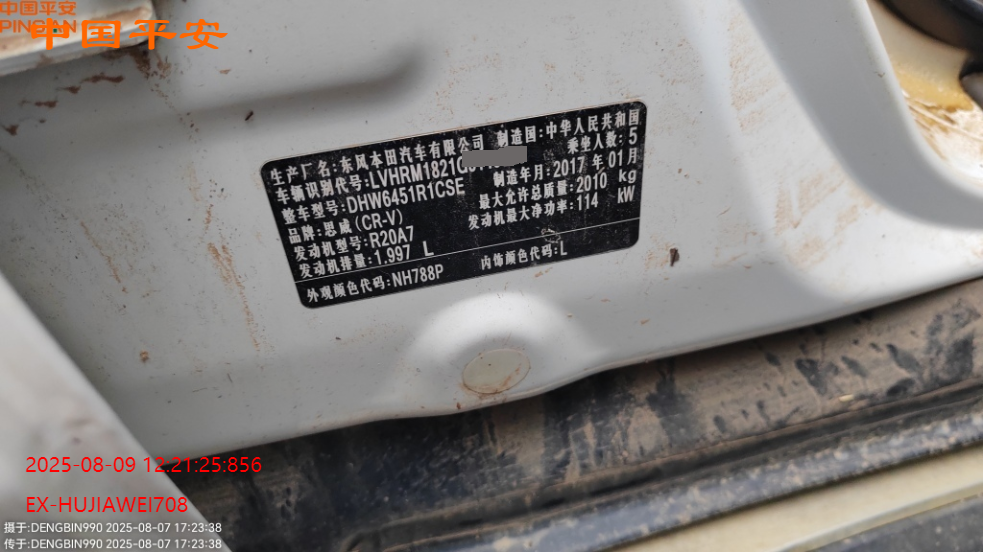 中国平安
PINGAN
中国平安
生产厂名:东风本田汽车有限公司 制造国:中华人民共和国
车辆识别代号:LVHRM1821G 乘坐人数:5
整车型号:DHW6451R1CSE 制造年月:2017 年 01 月
品牌:思威(CR-V) 最大允许总质量:2010 kg
发动机型号:R20A7 发动机最大净功率:114 kW
发动机排量:1.997 L
外观颜色代码:NH788P 内饰颜色代码:L
2025-08-09 12:21:25:856
EX-HUJIAWEI708
摄于:DENGBIN990 2025-08-07 17:23:38
传于:DENGBIN990 2025-08-07 17:23:38